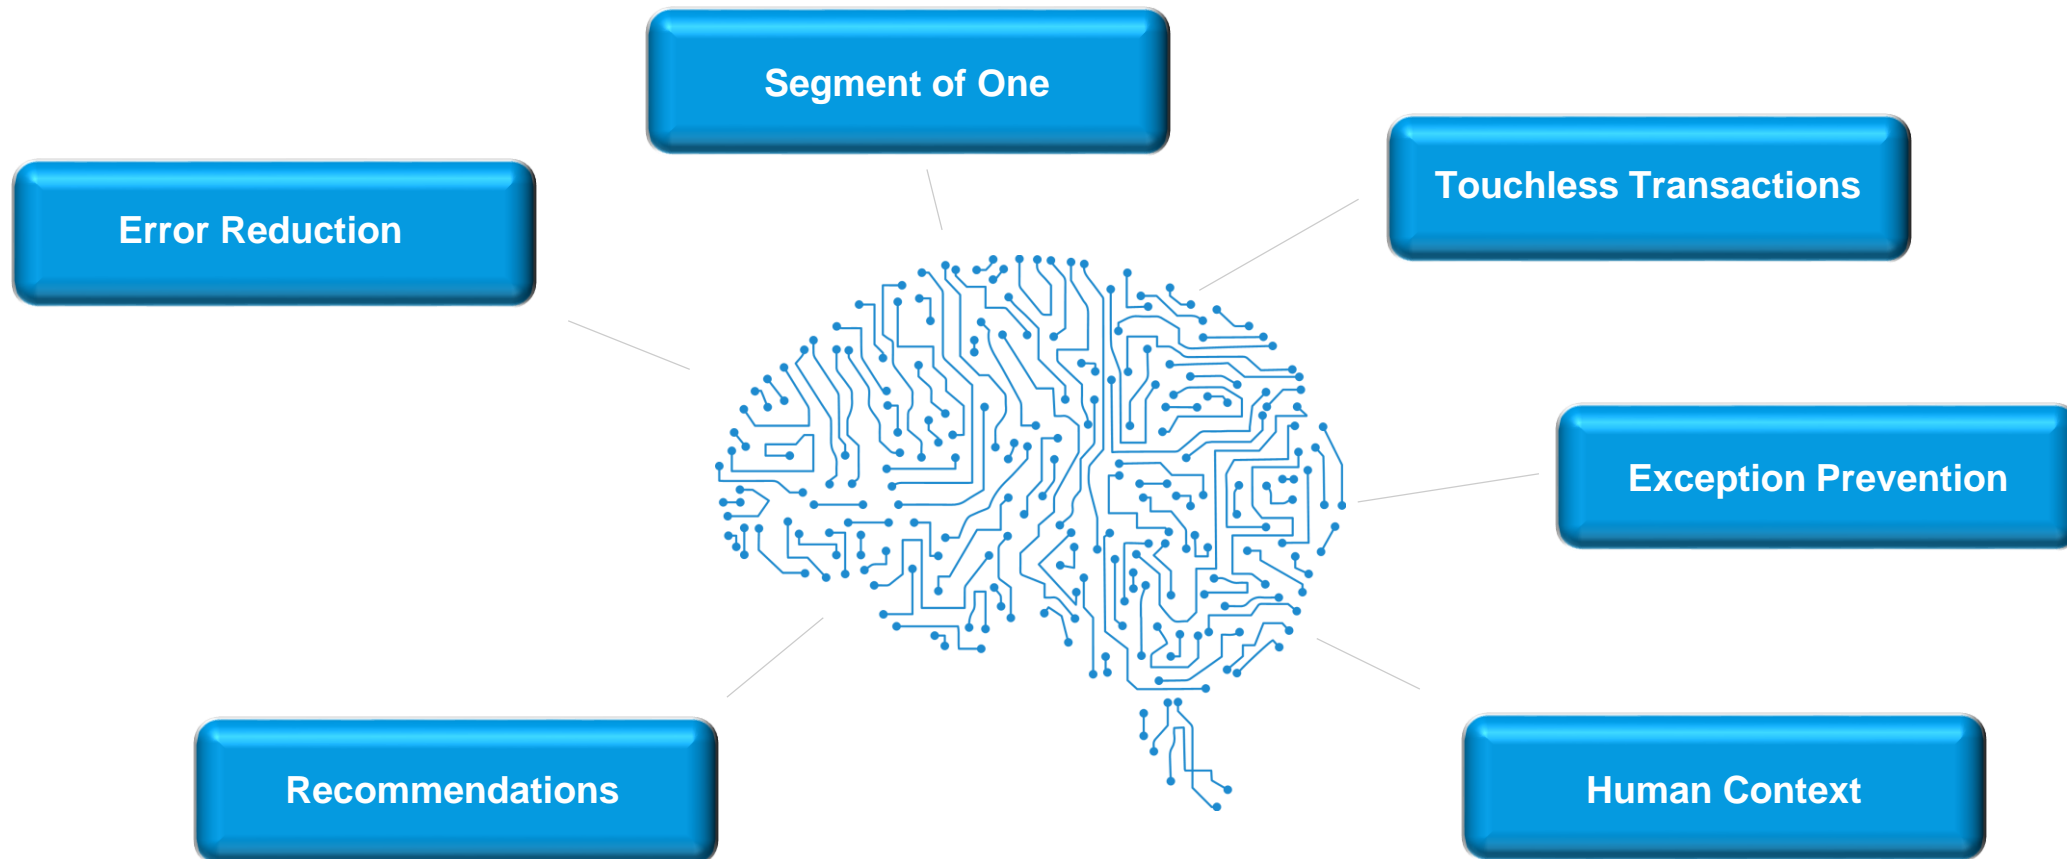 Segment of One
Touchless Transactions
Error Reduction
Exception Prevention
Recommendations
Human Context